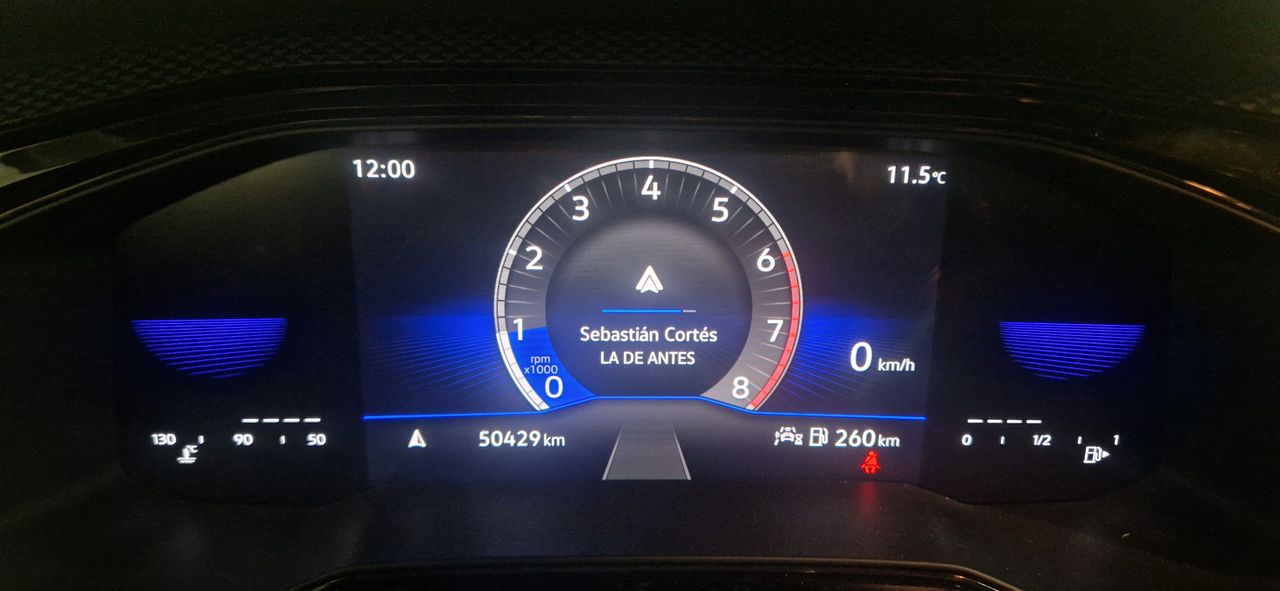 12:00
11.5°C
4
3
5
2
6
1
7
rpm
x1000
0
8
Sebastián Cortés
LA DE ANTES
0 km/h
50429 km
260 km
130 90 50
0 1/2 1